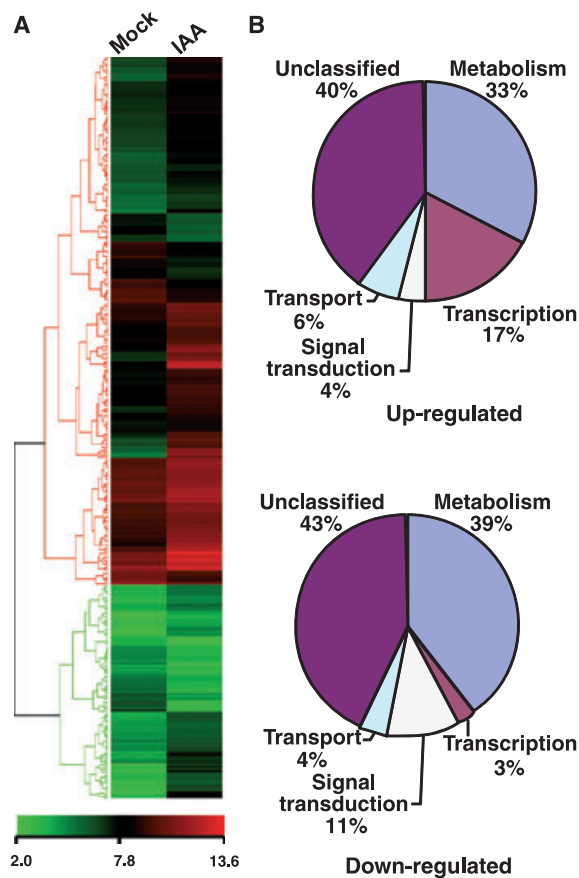 A
Mock
IAA
2.0
7.8
13.6
B
Unclassified
40%
Metabolism
33%
Transport
6%
Signal
transduction
4%
Transcription
17%
Up-regulated
Unclassified
43%
Metabolism
39%
Transport
4%
Signal
transduction
11%
Transcription
3%
Down-regulated